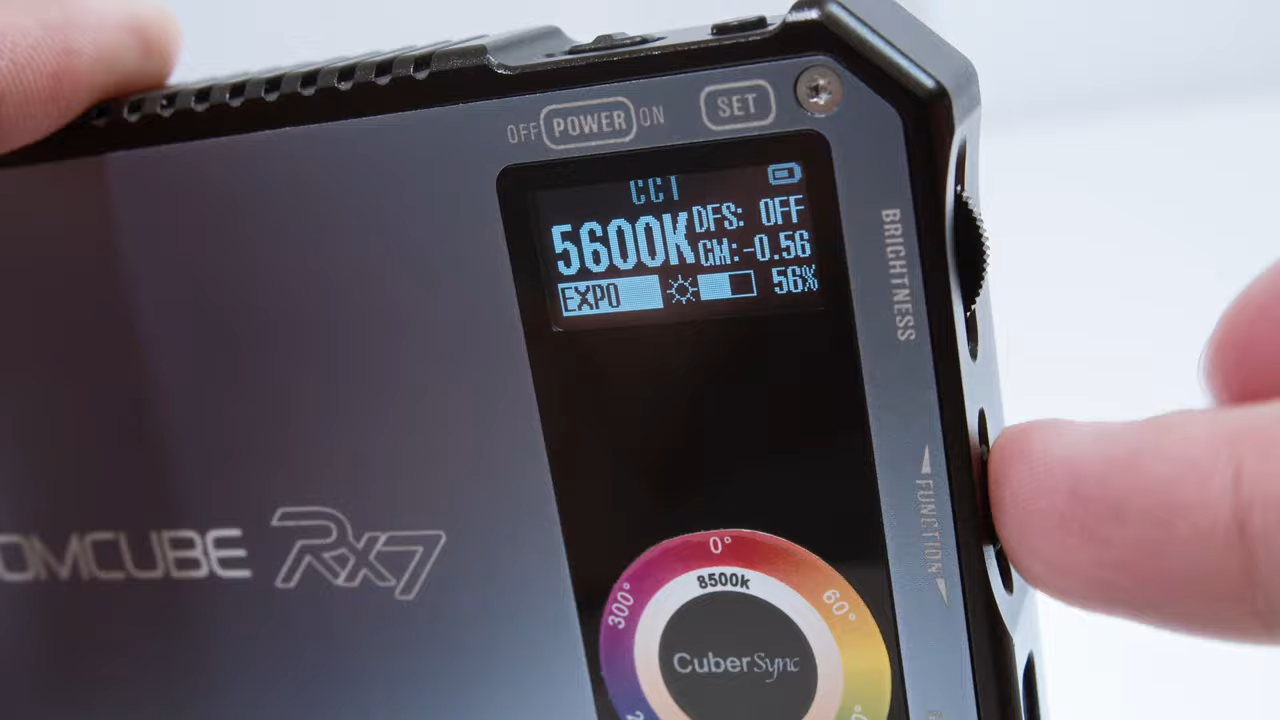 OFF POWER ON SET
CCT
5600K DFS: OFF
GM:-0.56
EXPO 56%
BRIGHTNESS
FUNCTION
OMCUBE RX7
0°
8500k
300°
60°
CuberSync